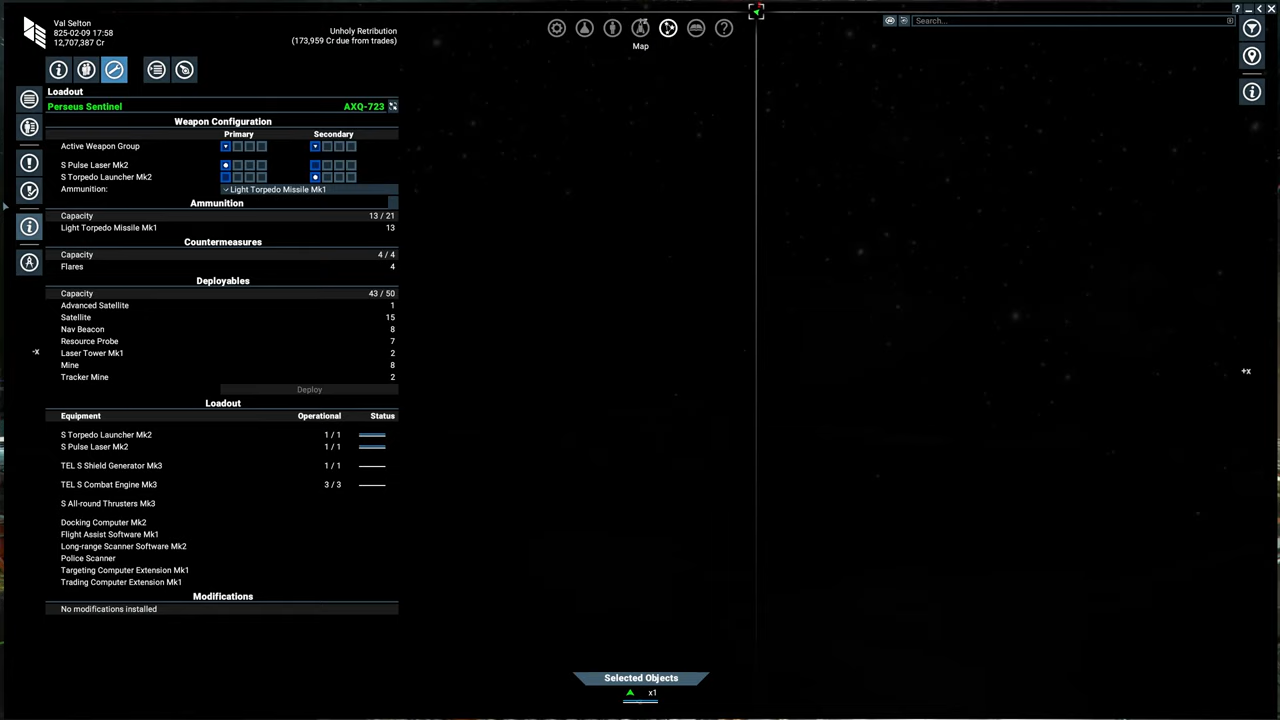 Val Selton
825-02-09 17:58
12,707,387 Cr
Unholy Retribution
(173,959 Cr due from trades)
Map
Search...
Loadout
Perseus Sentinel AXQ-723
Weapon Configuration
Primary Secondary
Active Weapon Group
S Pulse Laser Mk2
S Torpedo Launcher Mk2
Ammunition: Light Torpedo Missile Mk1
Ammunition
Capacity 13 / 21
Light Torpedo Missile Mk1 13
Countermeasures
Capacity 4 / 4
Flares 4
Deployables
Capacity 43 / 50
Advanced Satellite 1
Satellite 15
Nav Beacon 8
Resource Probe 7
Laser Tower Mk1 2
Mine 8
Tracker Mine 2
Deploy
Loadout
Equipment Operational Status
S Torpedo Launcher Mk2 1 / 1
S Pulse Laser Mk2 1 / 1
TEL S Shield Generator Mk3 1 / 1
TEL S Combat Engine Mk3 3 / 3
S All-round Thrusters Mk3
Docking Computer Mk2
Flight Assist Software Mk1
Long-range Scanner Software Mk2
Police Scanner
Targeting Computer Extension Mk1
Trading Computer Extension Mk1
Modifications
No modifications installed
-x
+x
Selected Objects
x1